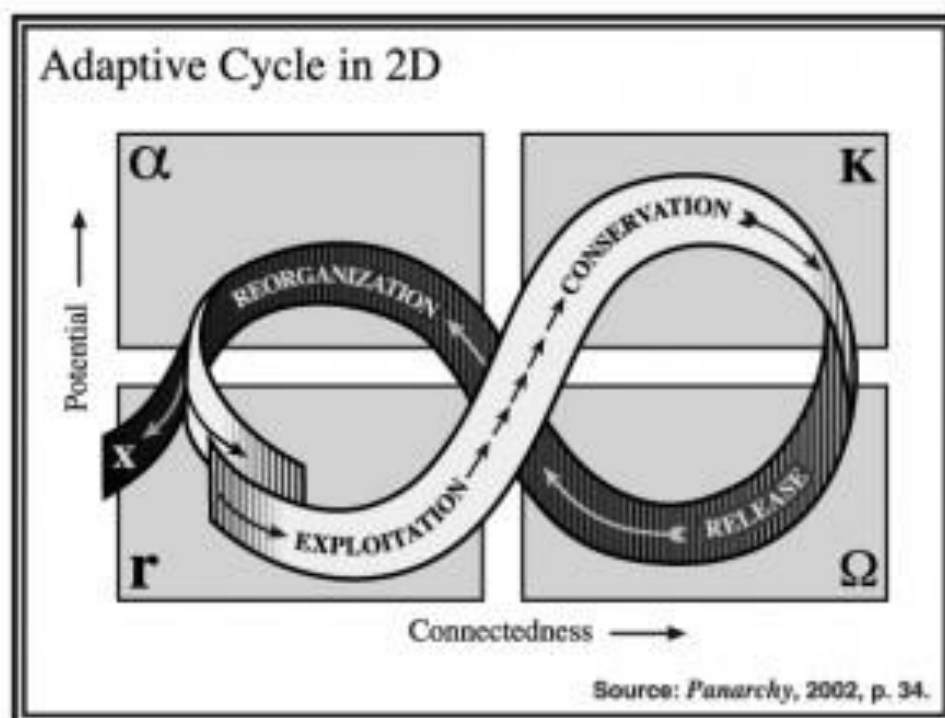 Adaptive Cycle in 2D
α
K
REORGANIZATION
CONSERVATION
Potential
x
EXPLOITATION
RELEASE
r
Ω
Connectedness
Source: Panarchy, 2002, p. 34.